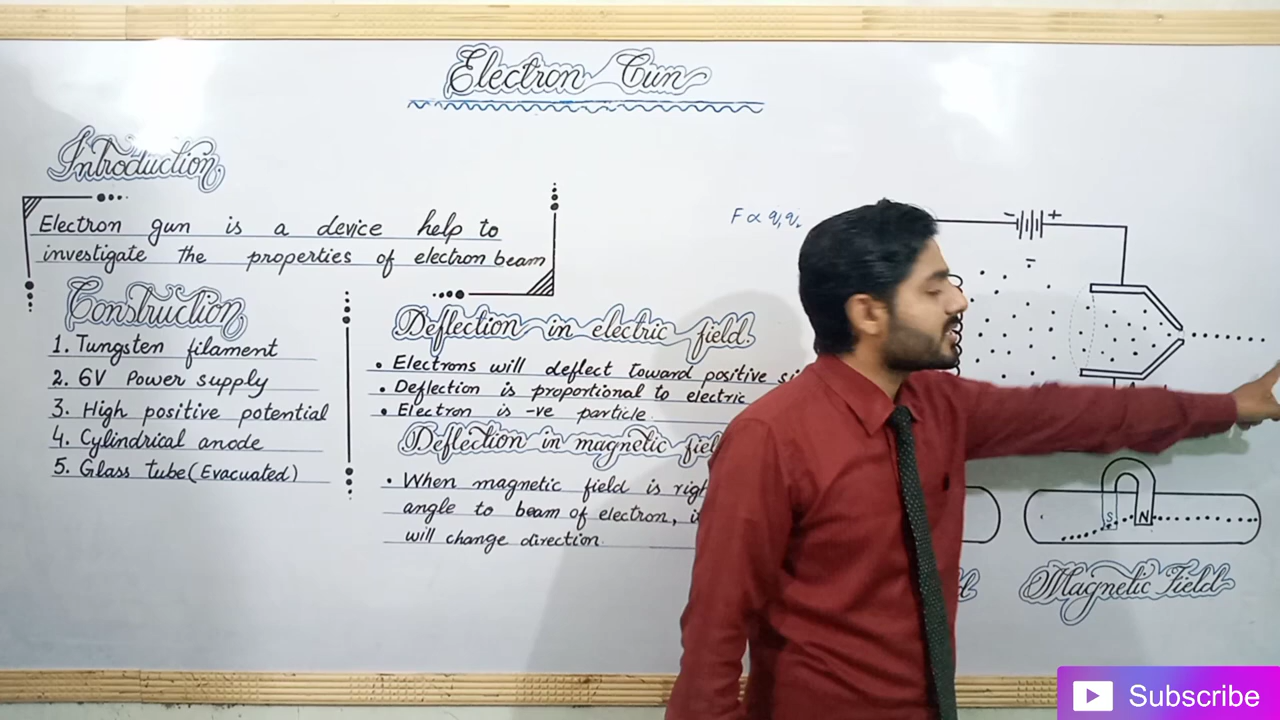 Electron Gun
Introduction
Electron gun is a device help to
investigate the properties of electron beam
Construction
1. Tungsten filament
2. 6V Power supply
3. High positive potential
4. Cylindrical anode
5. Glass tube (Evacuated)
Deflection in electric field.
• Electrons will deflect toward positive
• Deflection is proportional to electric
• Electron is -ve particle.
Deflection in magnetic
• When magnetic field is
angle to beam of electron,
will change direction.
F ∝ q₁q₂
- +
-
S N
Magnetic Field
Subscribe